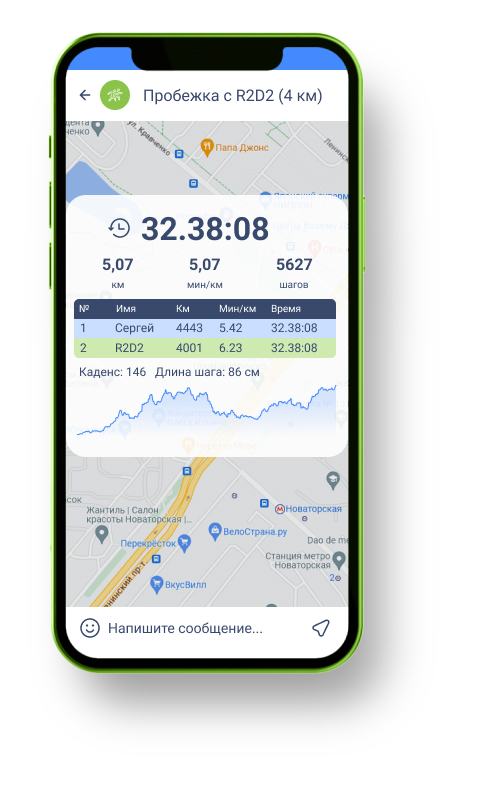 Пробежка с R2D2 (4 км)
ул. Кравченко
Папа Джонс
32.38:08
5,07 5,07 5627
км мин/км шагов
№ Имя Км Мин/км Время
1 Сергей 4443 5.42 32.38:08
2 R2D2 4001 6.23 32.38:08
Каденс: 146 Длина шага: 86 см
Новаторская
Жантиль | Салон
красоты Новаторская |...
ВелоСтрана.ру
Перекресток
Dao de me
Станция метро
Новаторская
2
ВкусВилл
Напишите сообщение...